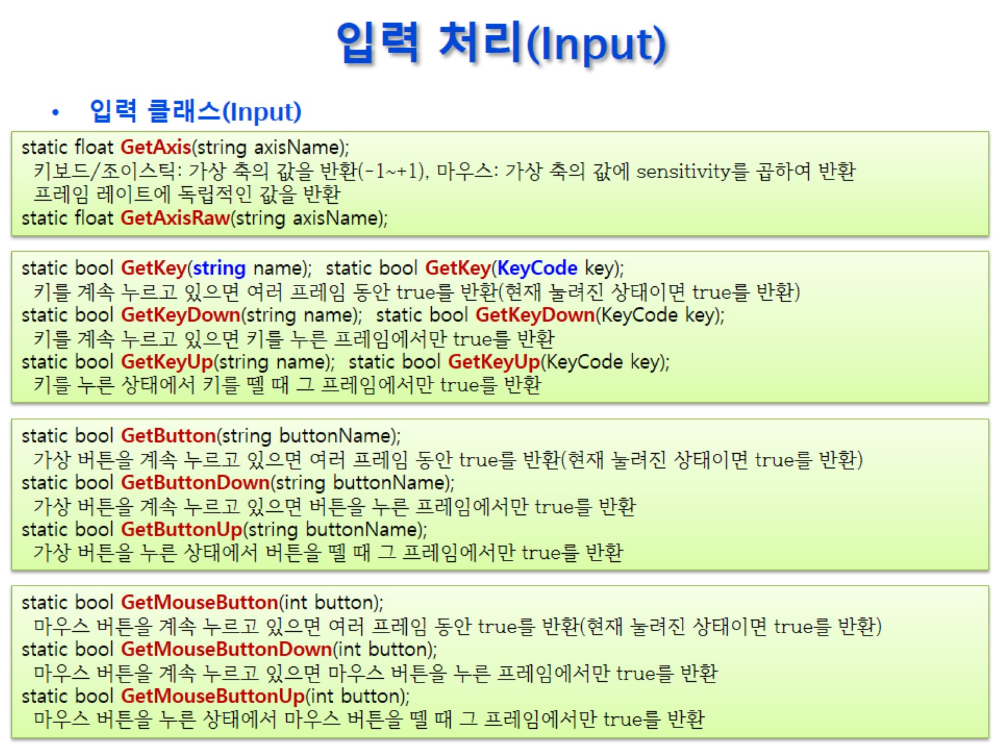 입력 처리(Input)
• 입력 클래스(Input)
static float GetAxis(string axisName);
키보드/조이스틱: 가상 축의 값을 반환(-1~+1), 마우스: 가상 축의 값에 sensitivity를 곱하여 반환
프레임 레이트에 독립적인 값을 반환
static float GetAxisRaw(string axisName);
static bool GetKey(string name); static bool GetKey(KeyCode key);
키를 계속 누르고 있으면 여러 프레임 동안 true를 반환(현재 눌려진 상태이면 true를 반환)
static bool GetKeyDown(string name); static bool GetKeyDown(KeyCode key);
키를 계속 누르고 있으면 키를 누른 프레임에서만 true를 반환
static bool GetKeyUp(string name); static bool GetKeyUp(KeyCode key);
키를 누른 상태에서 키를 뗄 때 그 프레임에서만 true를 반환
static bool GetButton(string buttonName);
가상 버튼을 계속 누르고 있으면 여러 프레임 동안 true를 반환(현재 눌려진 상태이면 true를 반환)
static bool GetButtonDown(string buttonName);
가상 버튼을 계속 누르고 있으면 버튼을 누른 프레임에서만 true를 반환
static bool GetButtonUp(string buttonName);
가상 버튼을 누른 상태에서 버튼을 뗄 때 그 프레임에서만 true를 반환
static bool GetMouseButton(int button);
마우스 버튼을 계속 누르고 있으면 여러 프레임 동안 true를 반환(현재 눌려진 상태이면 true를 반환)
static bool GetMouseButtonDown(int button);
마우스 버튼을 계속 누르고 있으면 마우스 버튼을 누른 프레임에서만 true를 반환
static bool GetMouseButtonUp(int button);
마우스 버튼을 누른 상태에서 마우스 버튼을 뗄 때 그 프레임에서만 true를 반환